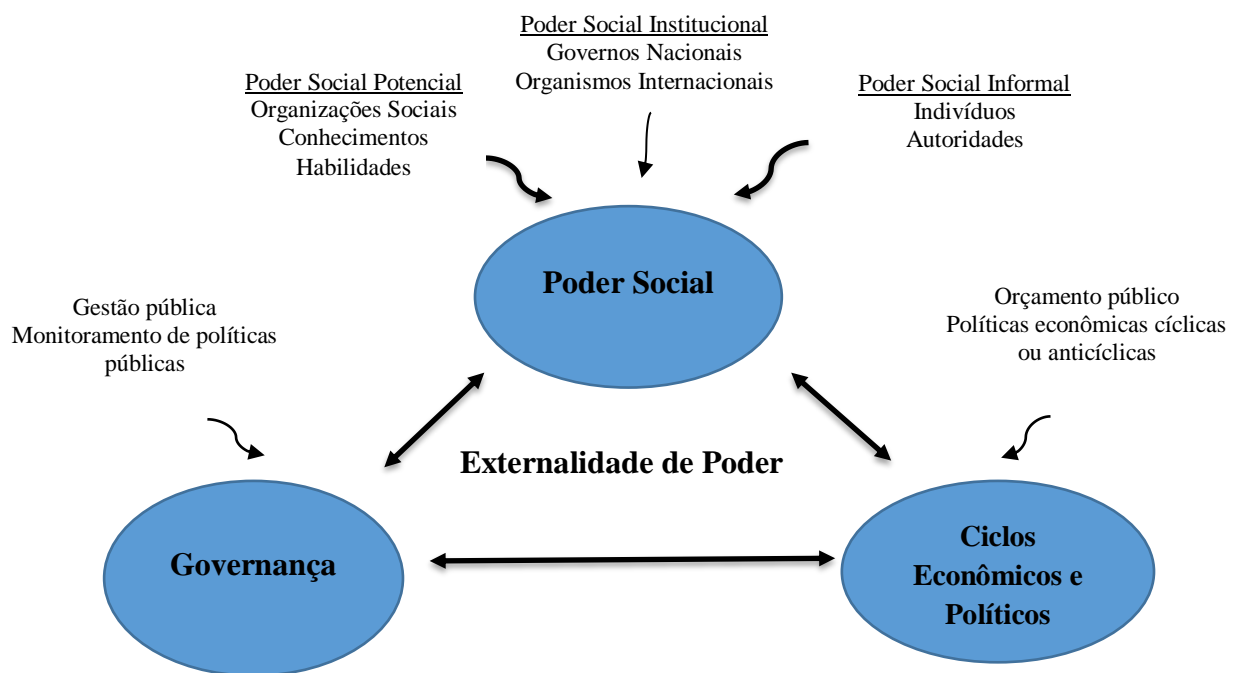 Poder Social Institucional
Governos Nacionais
Organismos Internacionais
Poder Social Potencial
Organizações Sociais
Conhecimentos
Habilidades
Poder Social Informal
Indivíduos
Autoridades
Poder Social
Gestão pública
Monitoramento de políticas
públicas
Orçamento público
Políticas econômicas cíclicas
ou anticíclicas
Externalidade de Poder
Governança
Ciclos
Econômicos e
Políticos